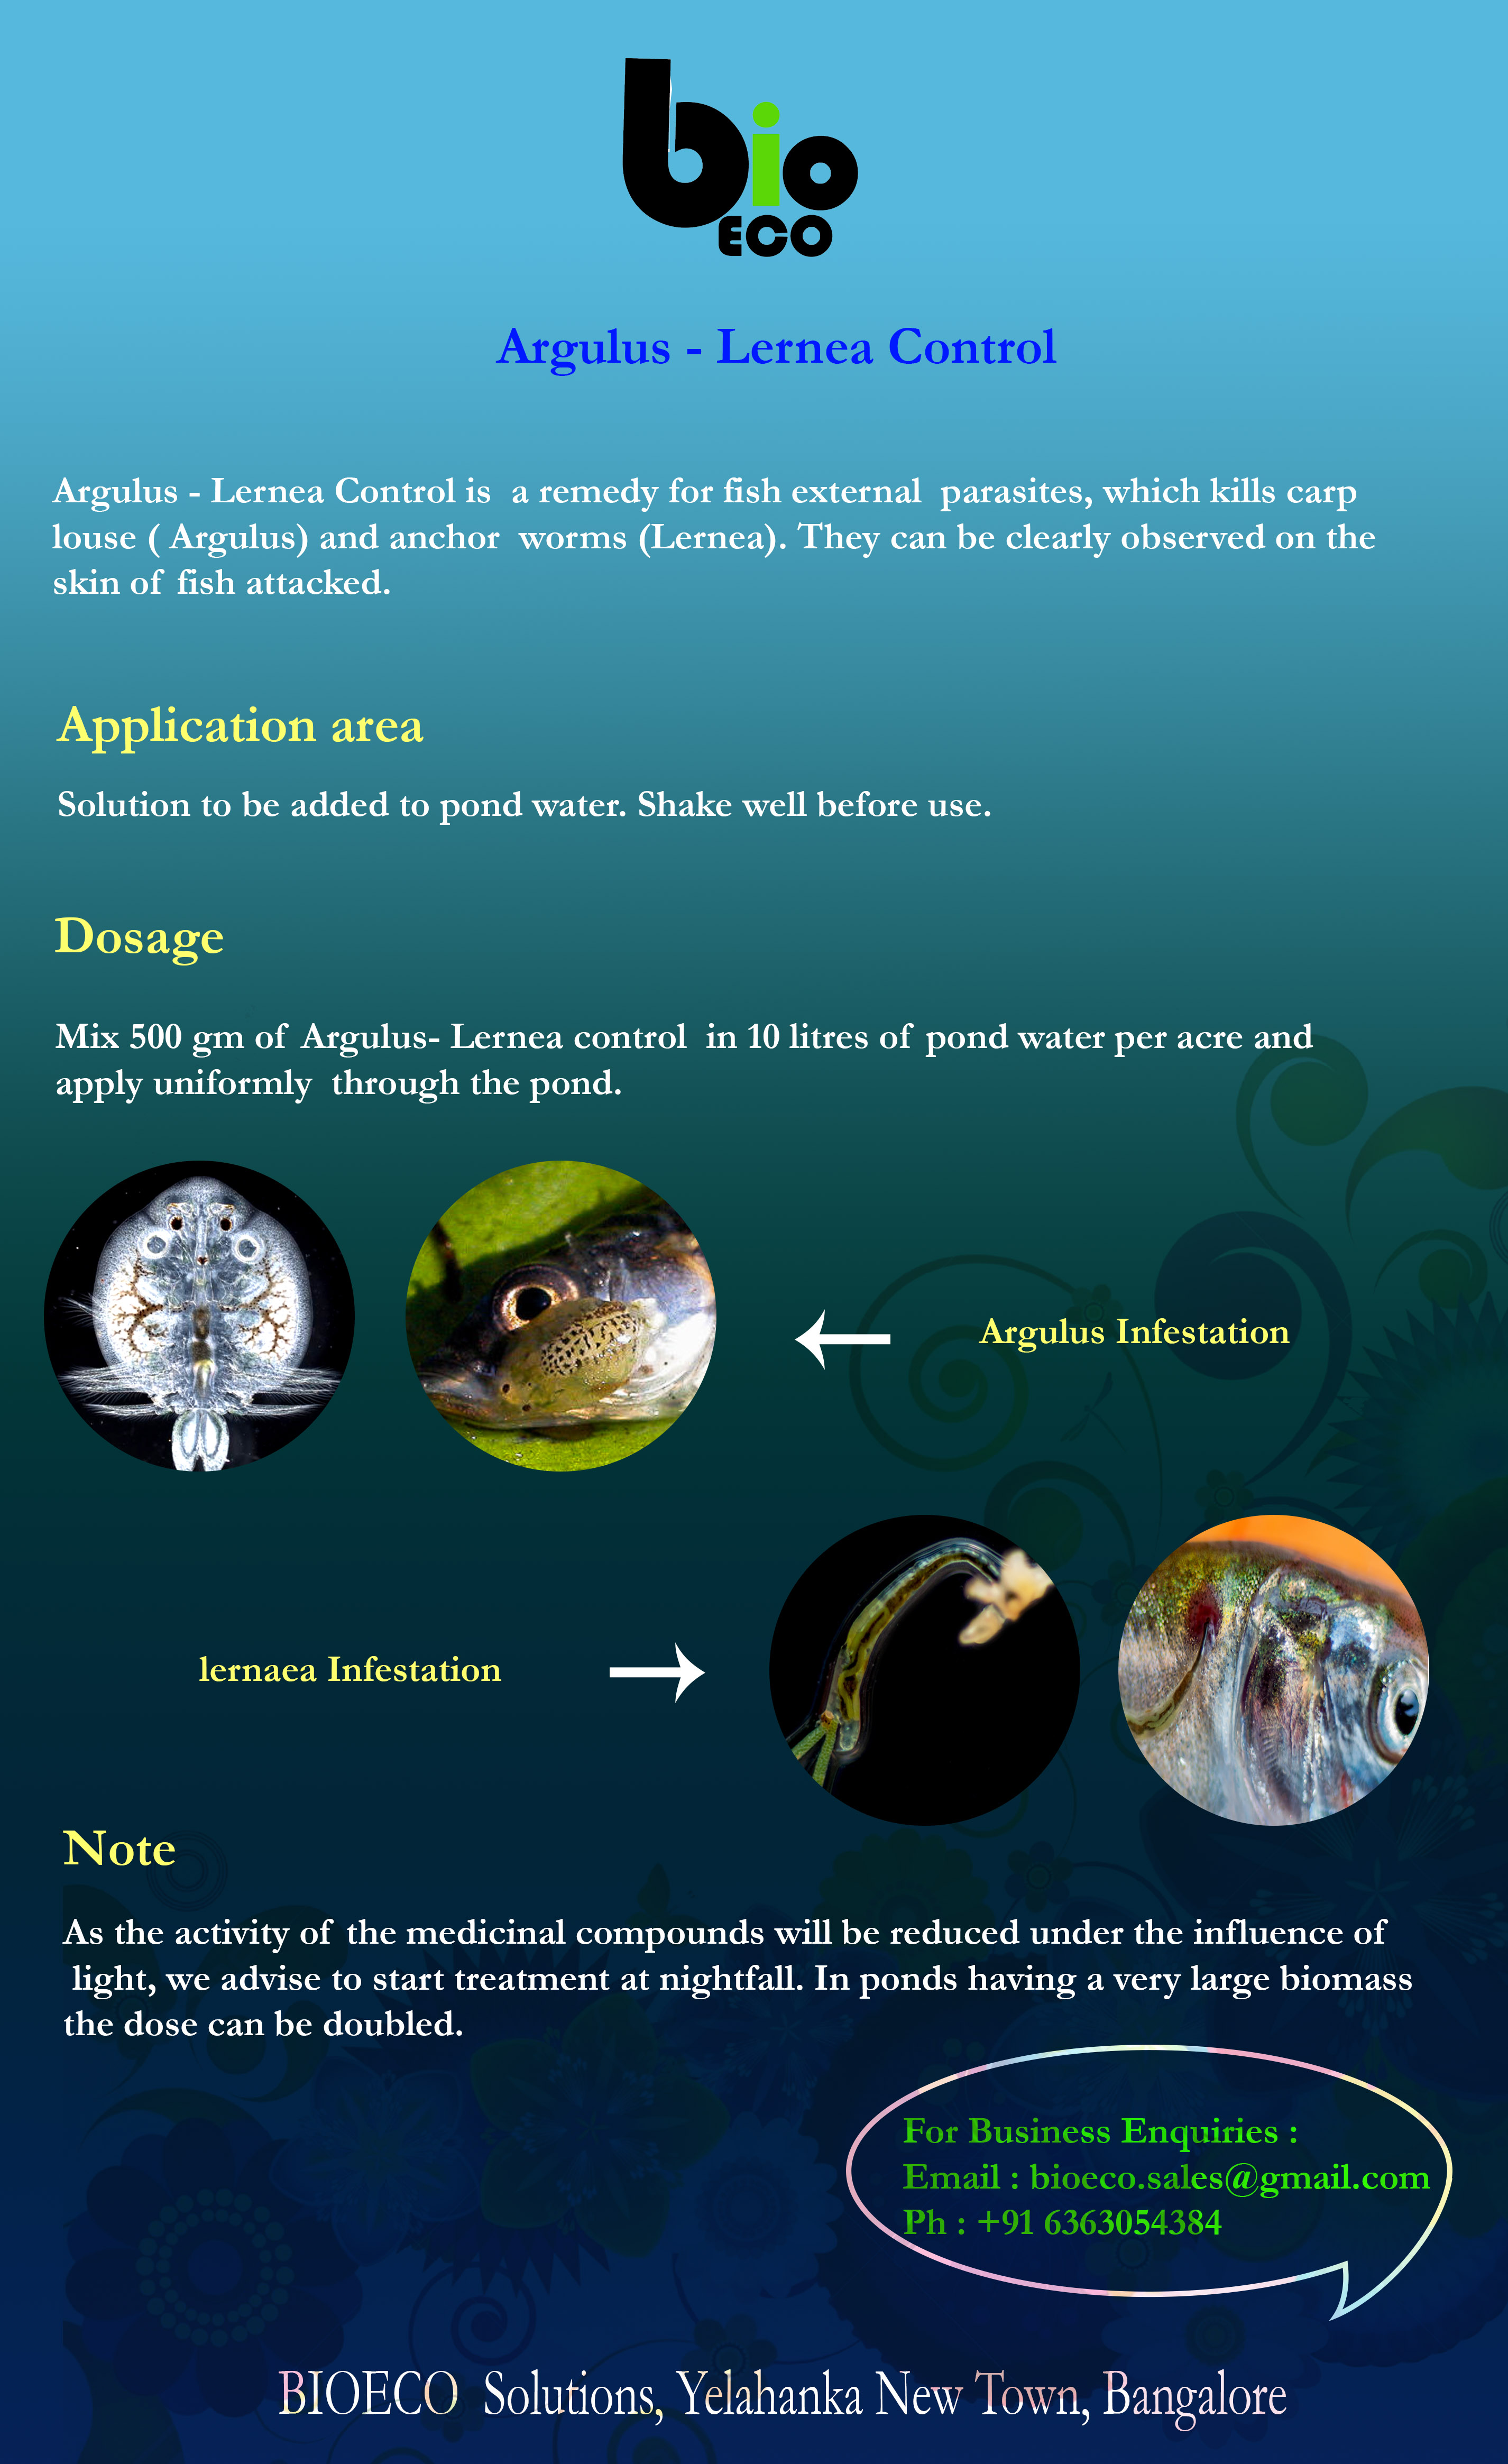 bio
ECO
Argulus - Lernea Control
Argulus - Lernea Control is a remedy for fish external parasites, which kills carp
louse ( Argulus) and anchor worms (Lernea). They can be clearly observed on the
skin of fish attacked.
Application area
Solution to be added to pond water. Shake well before use.
Dosage
Mix 500 gm of Argulus- Lernea control in 10 litres of pond water per acre and
apply uniformly through the pond.
Argulus Infestation
lernaea Infestation
Note
As the activity of the medicinal compounds will be reduced under the influence of
light, we advise to start treatment at nightfall. In ponds having a very large biomass
the dose can be doubled.
For Business Enquiries :
Email : bioeco.sales@gmail.com
Ph : +91 6363054384
BIOECO Solutions, Yelahanka New Town, Bangalore